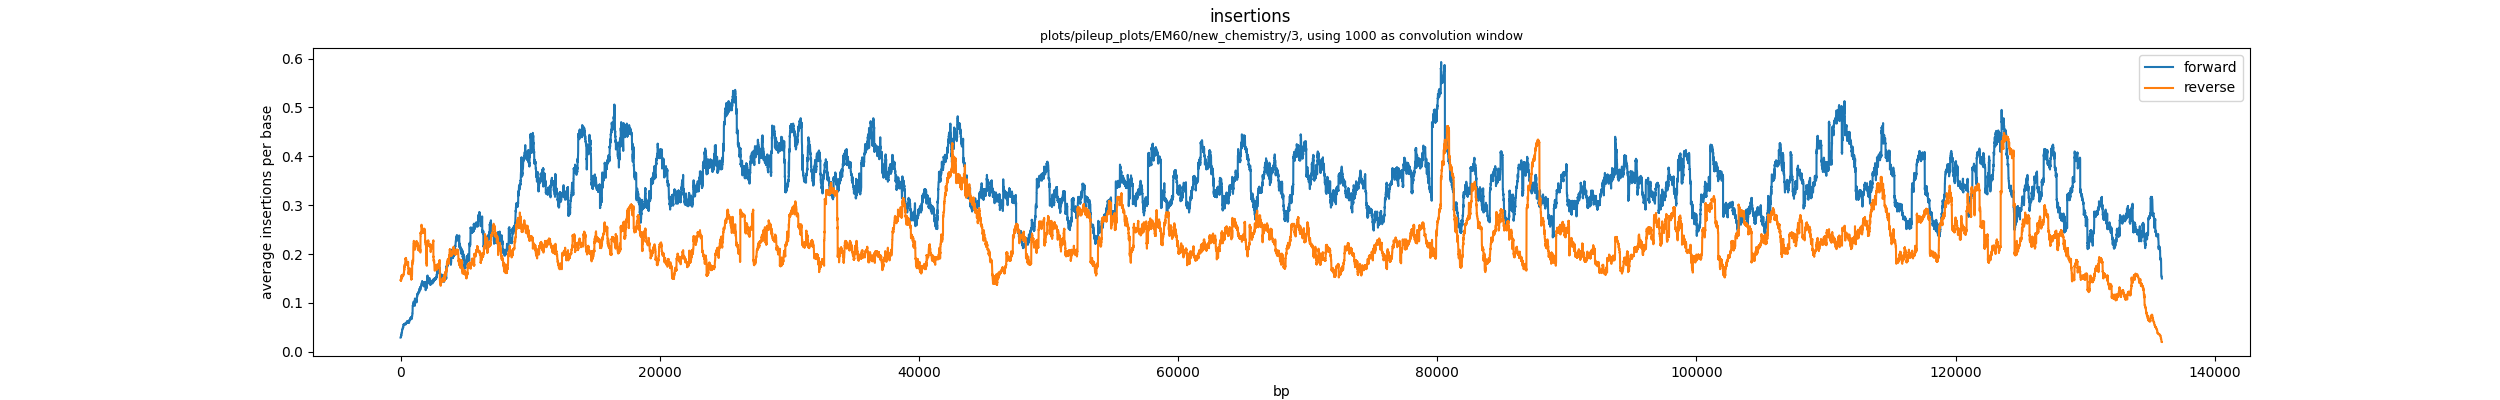 insertions
plots/pileup_plots/EM60/new_chemistry/3, using 1000 as convolution window
forward
reverse
average insertions per base
0.6
0.5
0.4
0.3
0.2
0.1
0.0
0 20000 40000 60000 80000 100000 120000 140000
bp